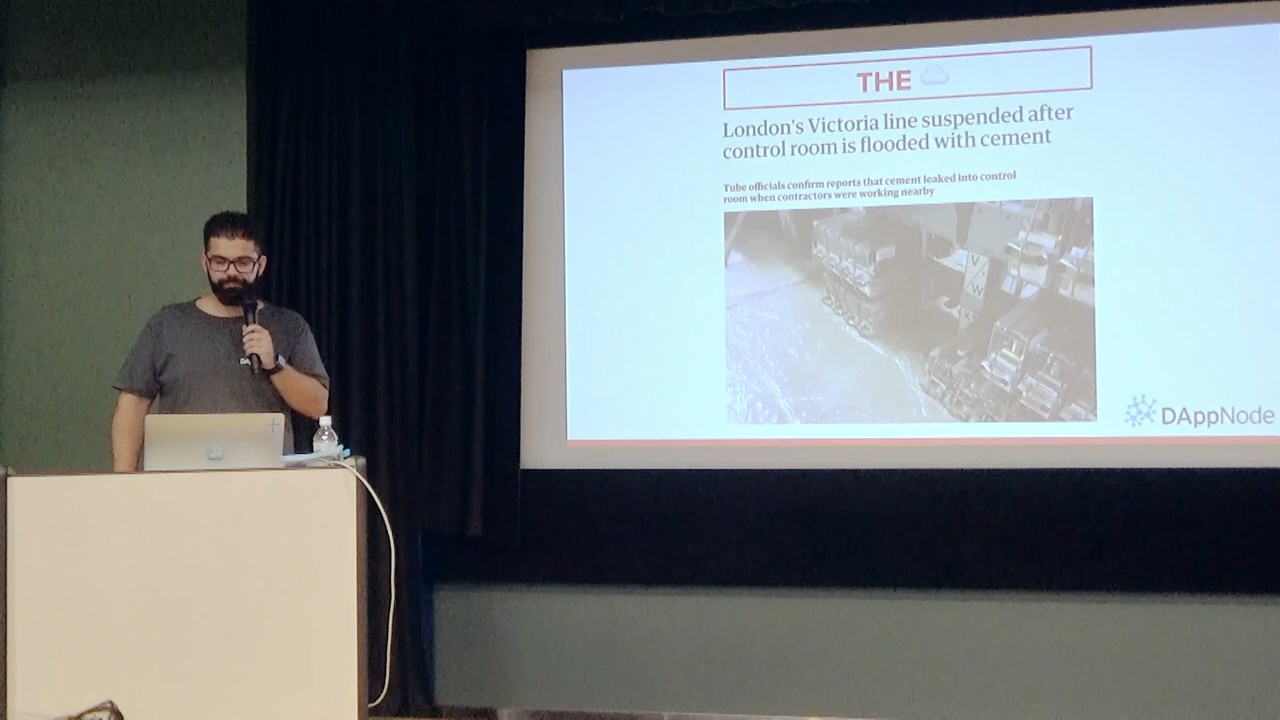 THE
London's Victoria line suspended after
control room is flooded with cement
Tube officials confirm reports that cement leaked into control
room when contractors were working nearby
DAppNode